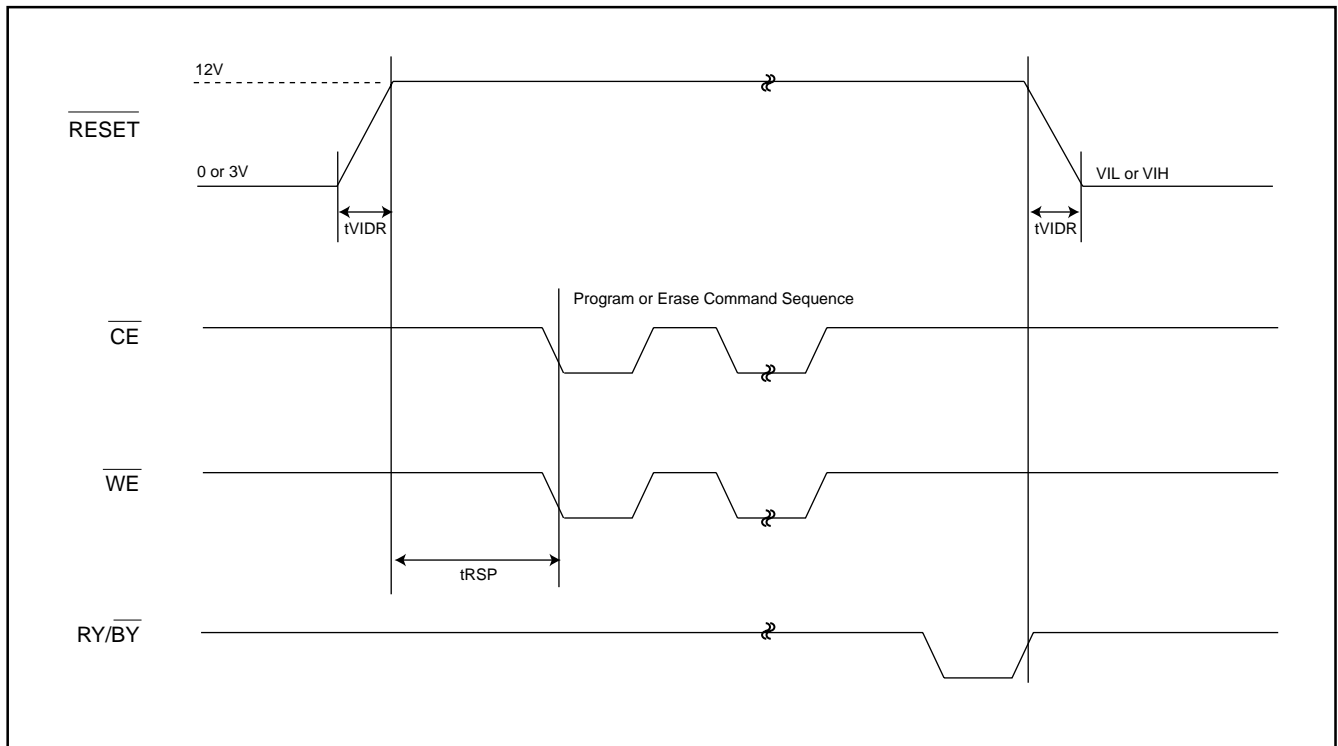 12V
RESET
0 or 3V
VIL or VIH
tVIDR
tVIDR
Program or Erase Command Sequence
CE
WE
tRSP
RY/BY